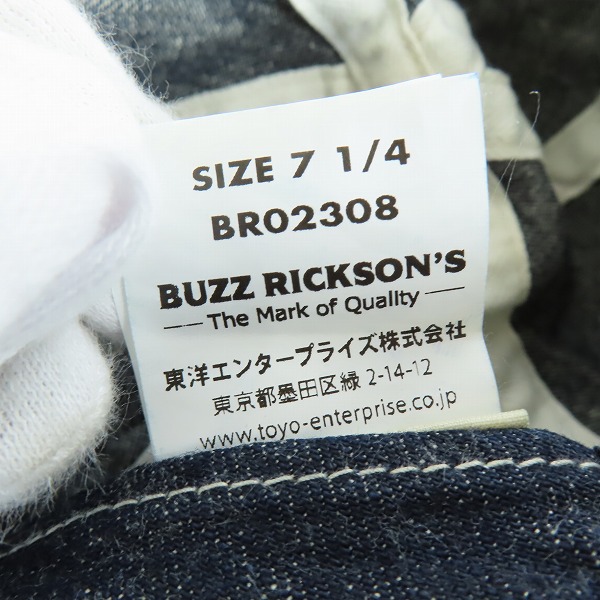 SIZE 7 1/4
BR02308
BUZZ RICKSON'S
The Mark of Quality
東洋エンタープライズ株式会社
東京都墨田区緑 2-14-12
www.toyo-enterprise.co.jp